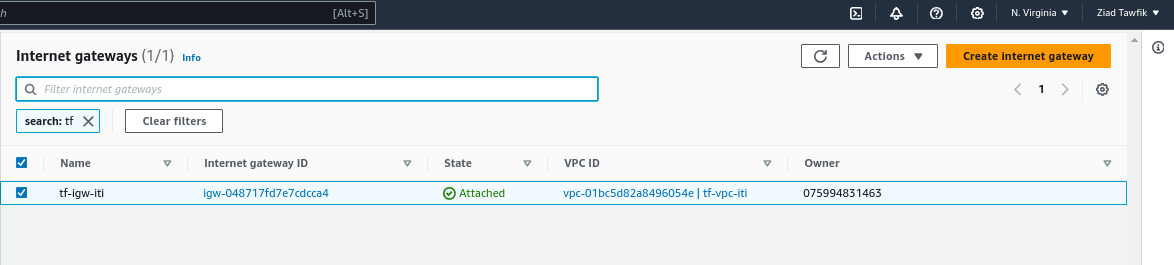 h [Alt+S] N. Virginia Ziad Tawfik
Internet gateways (1/1) Info Actions Create internet gateway
Filter internet gateways 1
search: tf Clear filters
Name Internet gateway ID State VPC ID Owner
tf-igw-iti igw-048717fd7e7cdcca4 Attached vpc-01bc5d82a8496054e | tf-vpc-iti 075994831463